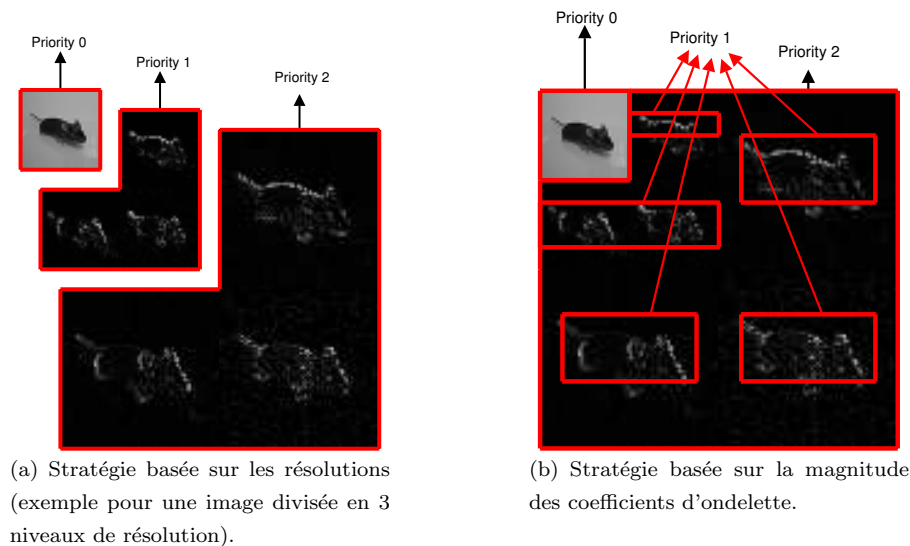 Priority 0
Priority 1
Priority 2
(a) Stratégie basée sur les résolutions
(exemple pour une image divisée en 3
niveaux de résolution).
Priority 0
Priority 1
Priority 2
(b) Stratégie basée sur la magnitude
des coefficients d'ondelette.